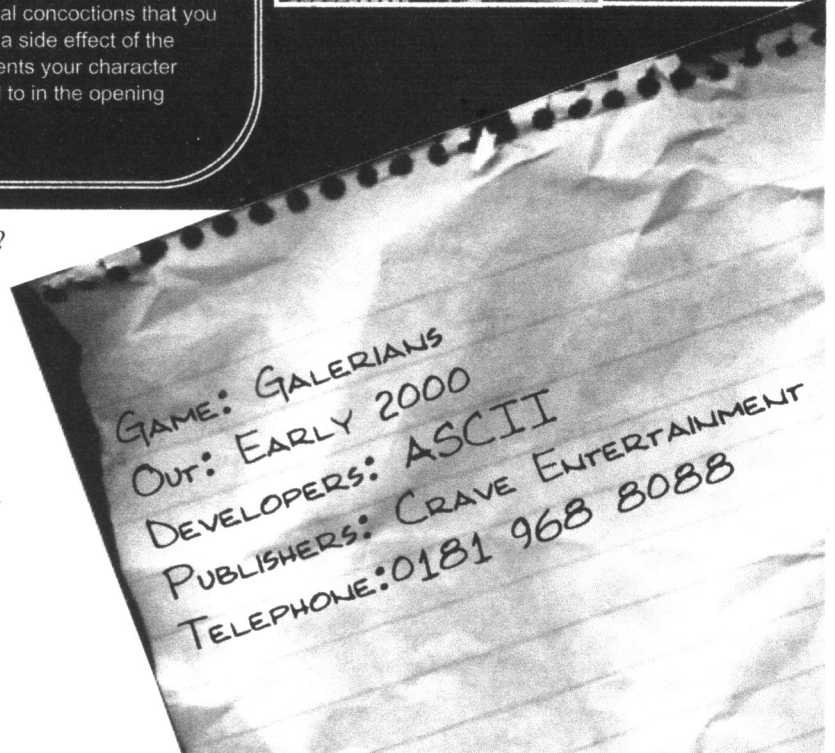 al concoctions that you
a side effect of the
ents your character
to in the opening
?
GAME: GALERIANS
OUT: EARLY 2000
DEVELOPERS: ASCII
PUBLISHERS: CRAVE ENTERTAINMENT
TELEPHONE:0181 968 8088